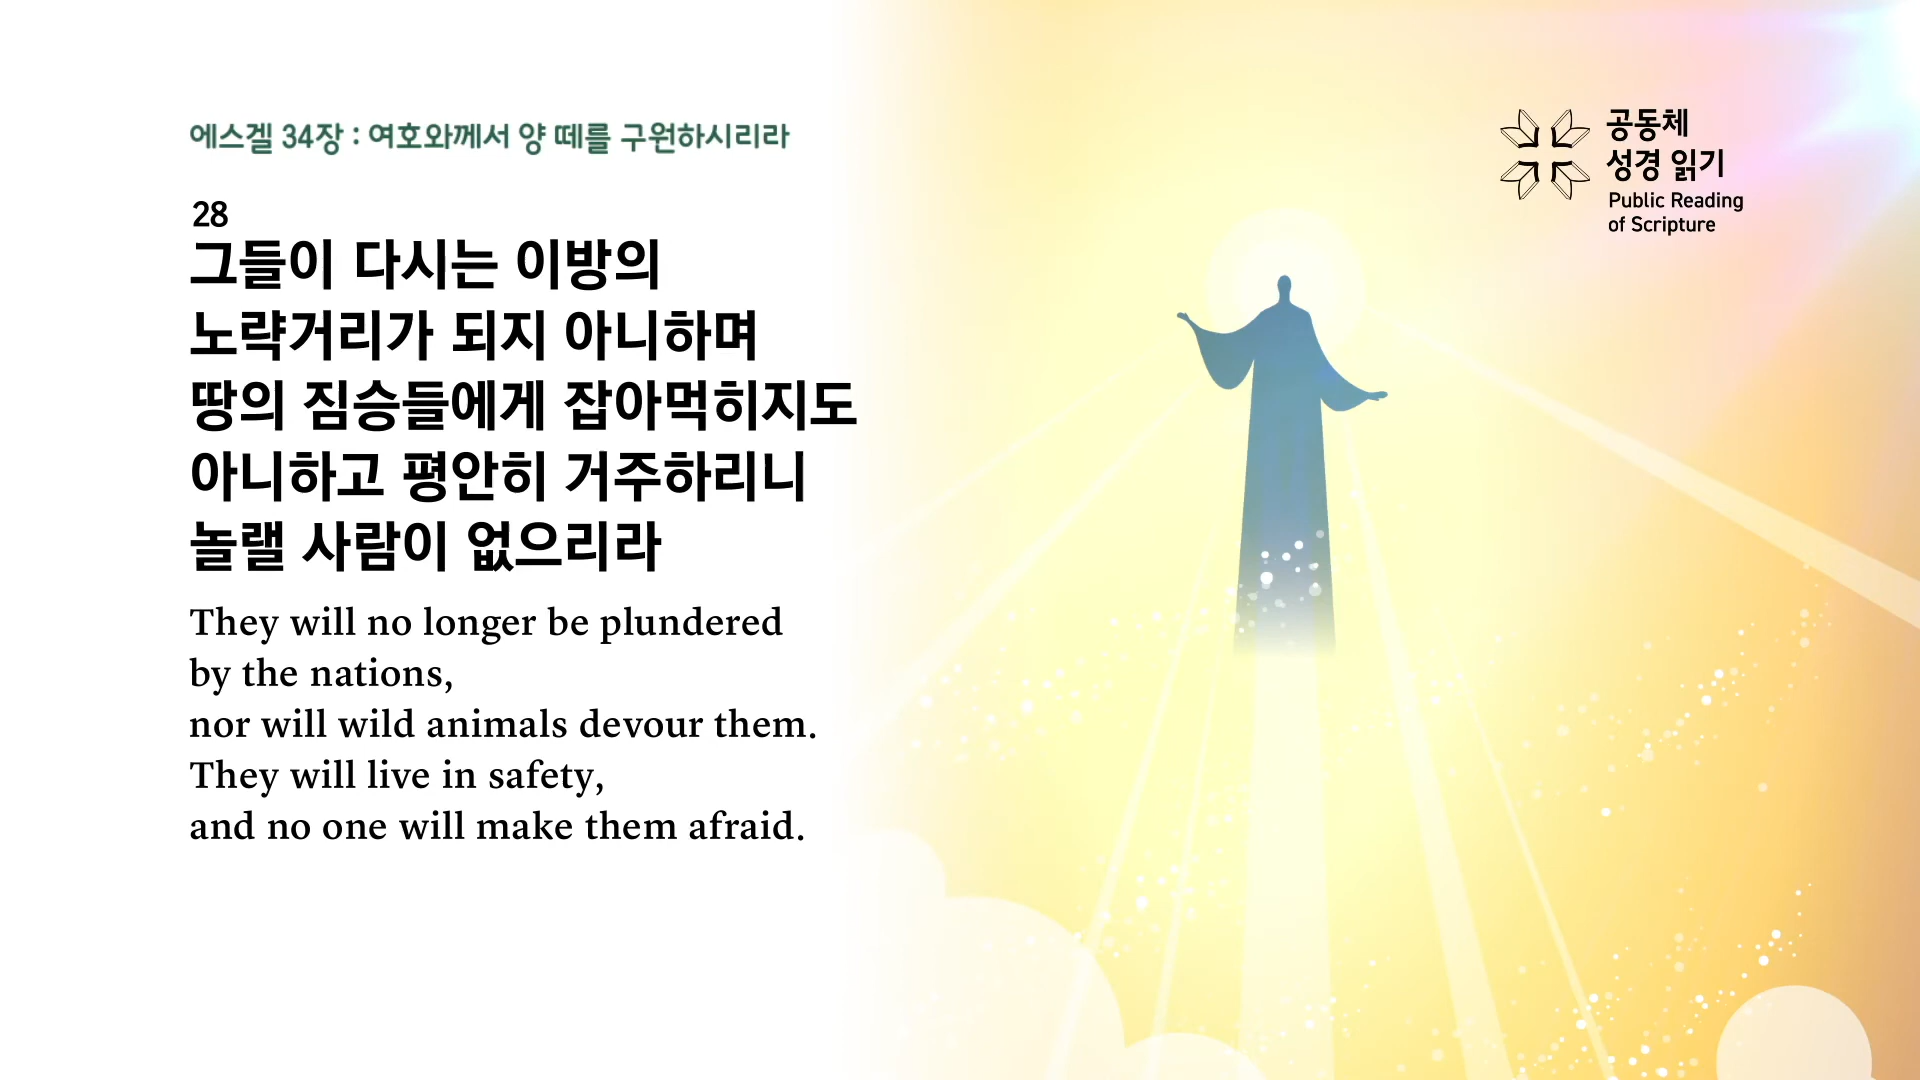 에스겔 34장 : 여호와께서 양 떼를 구원하시리라
28
그들이 다시는 이방의
노략거리가 되지 아니하며
땅의 짐승들에게 잡아먹히지도
아니하고 평안히 거주하리니
놀랠 사람이 없으리라
They will no longer be plundered
by the nations,
nor will wild animals devour them.
They will live in safety,
and no one will make them afraid.
공동체
성경 읽기
Public Reading
of Scripture